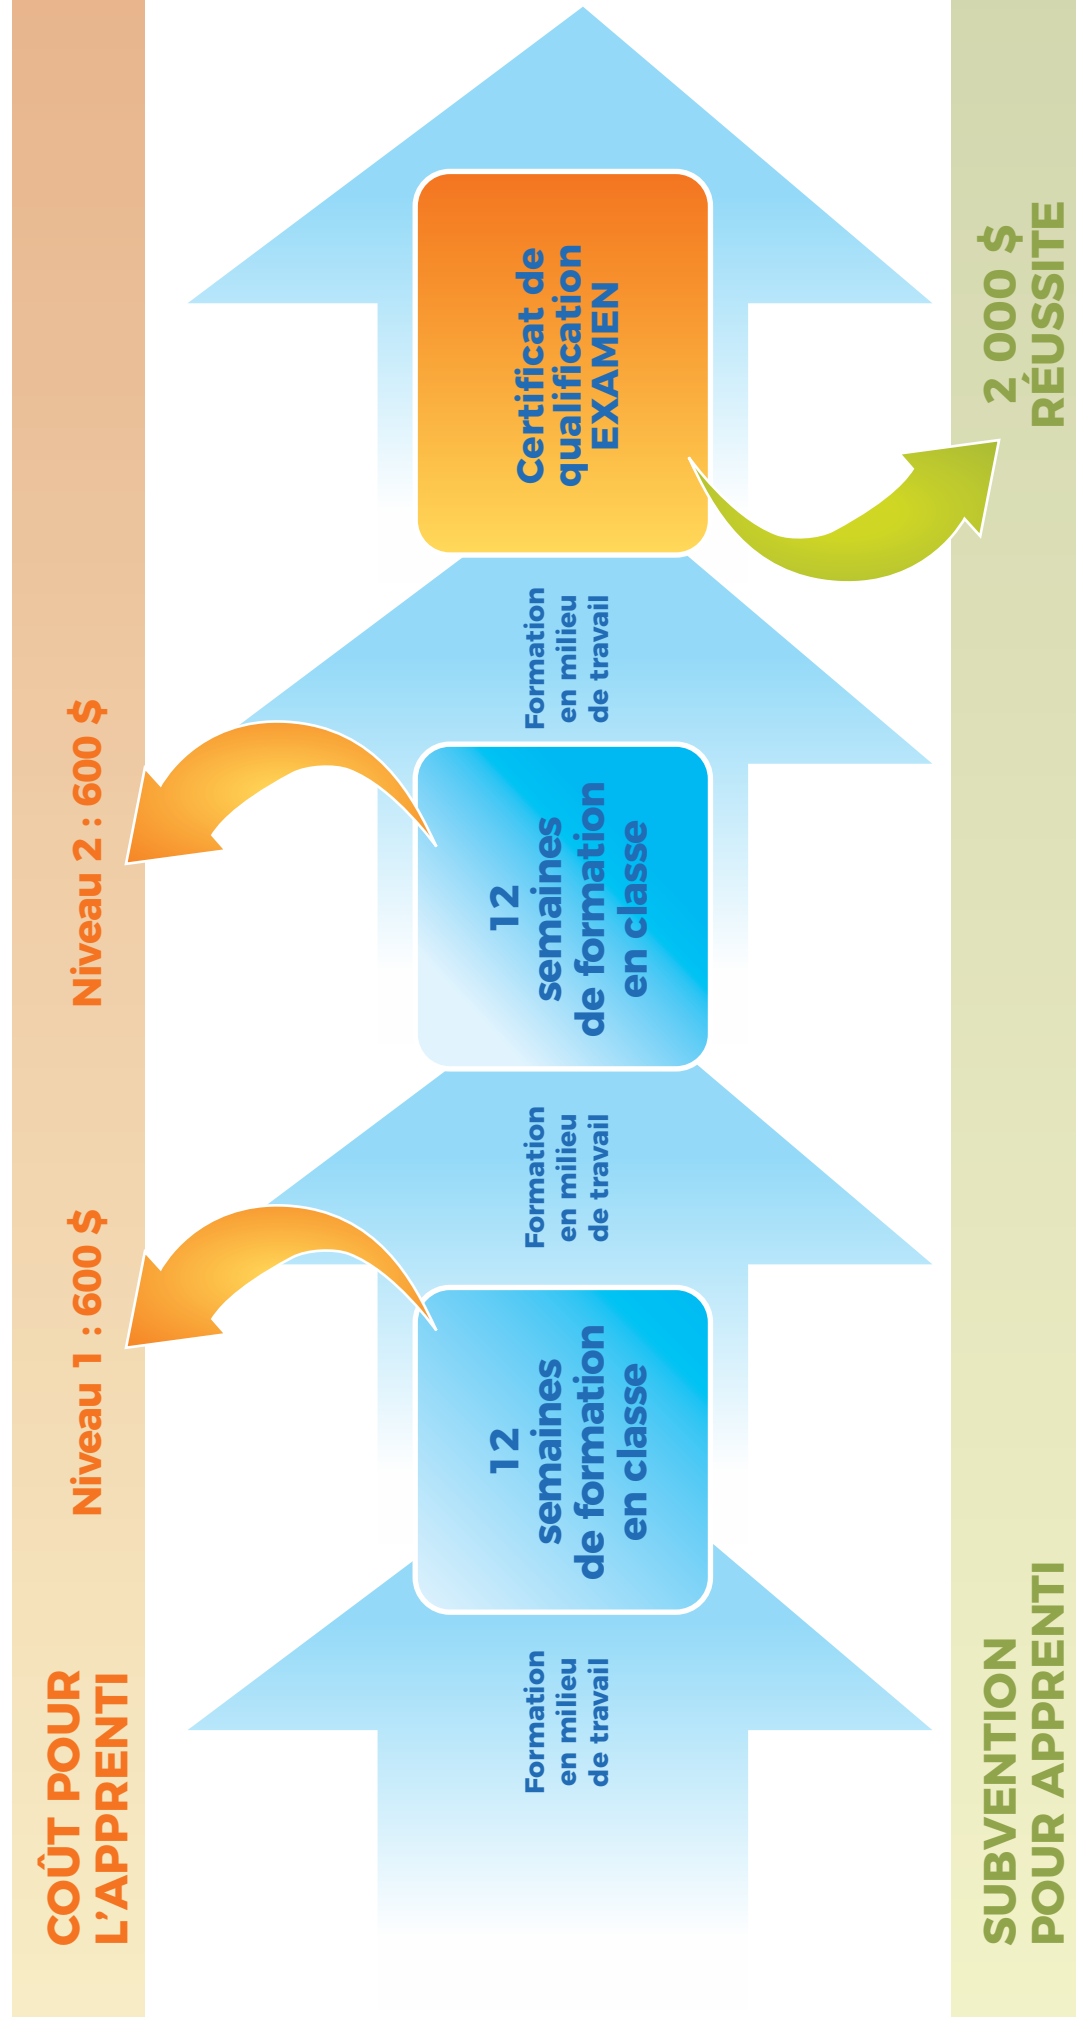 COÛT POUR
L'APPRENTI
Niveau 1 : 600 $
Niveau 2 : 600 $
Formation
en milieu
de travail
12
semaines
de formation
en classe
Formation
en milieu
de travail
12
semaines
de formation
en classe
Formation
en milieu
de travail
Certificat de
qualification
EXAMEN
SUBVENTION
POUR APPRENTI
2 000 $
RÉUSSITE